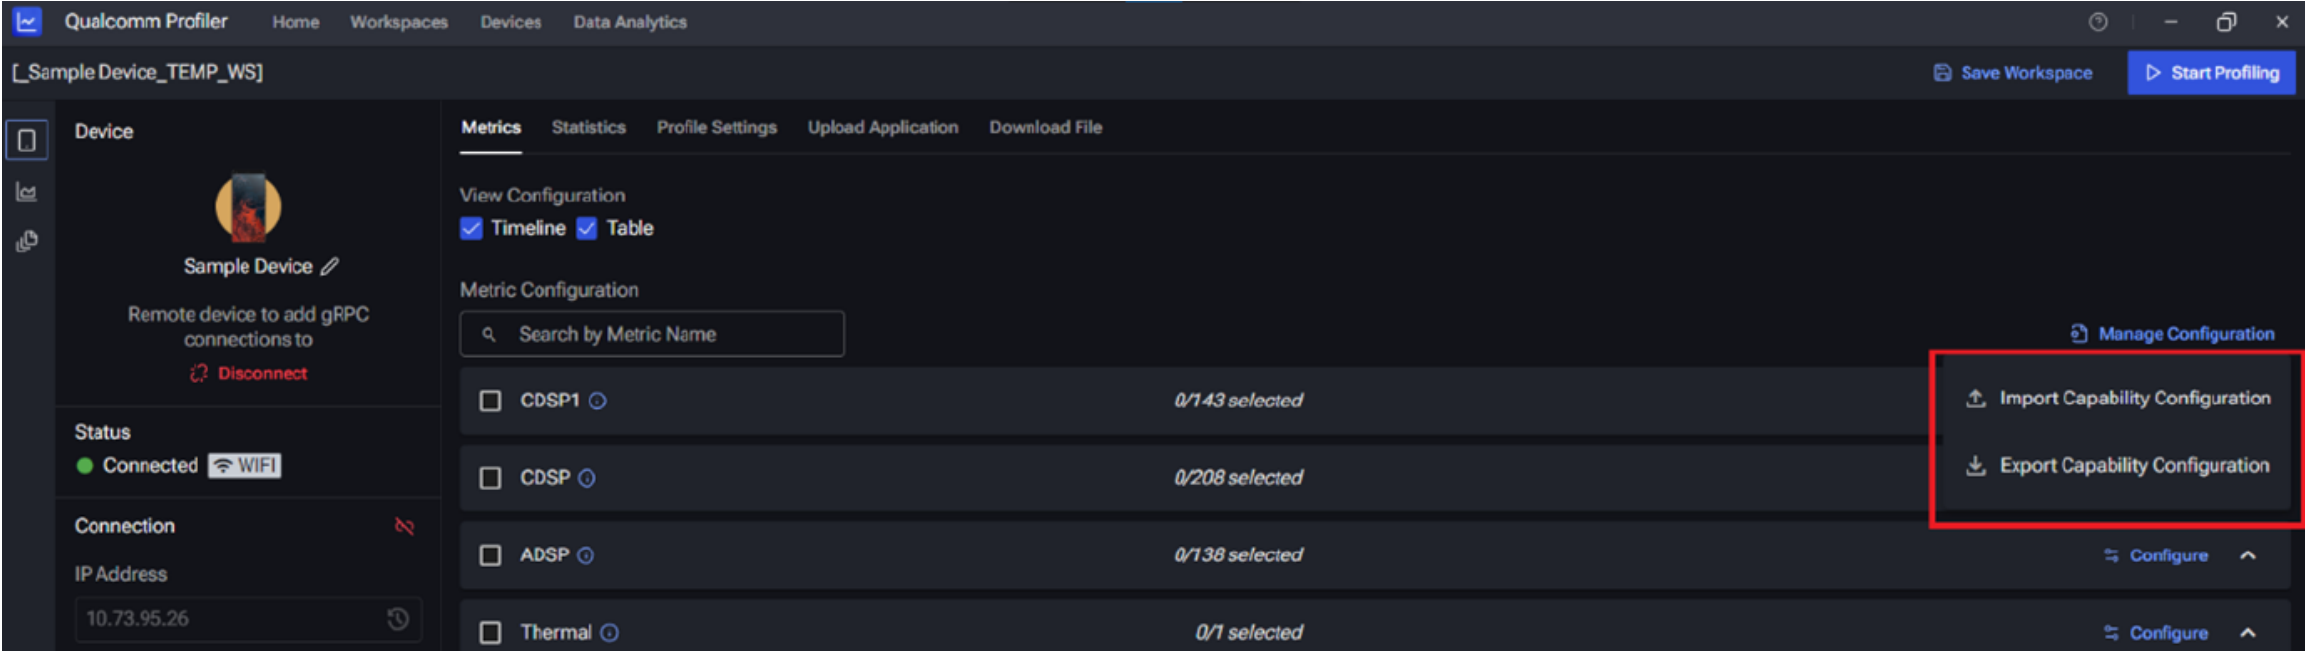 Qualcomm Profiler Home Workspaces Devices Data Analytics
[_Sample Device_TEMP_WS] Save Workspace Start Profiling
Device
Sample Device
Remote device to add gRPC
connections to
Disconnect
Status
Connected WIFI
Connection
IP Address
10.73.95.26
Metrics Statistics Profile Settings Upload Application Download File
View Configuration
Timeline Table
Metric Configuration
Search by Metric Name
Manage Configuration
Import Capability Configuration
Export Capability Configuration
CDSP1 0/143 selected
CDSP 0/208 selected
ADSP 0/138 selected Configure
Thermal 0/1 selected Configure